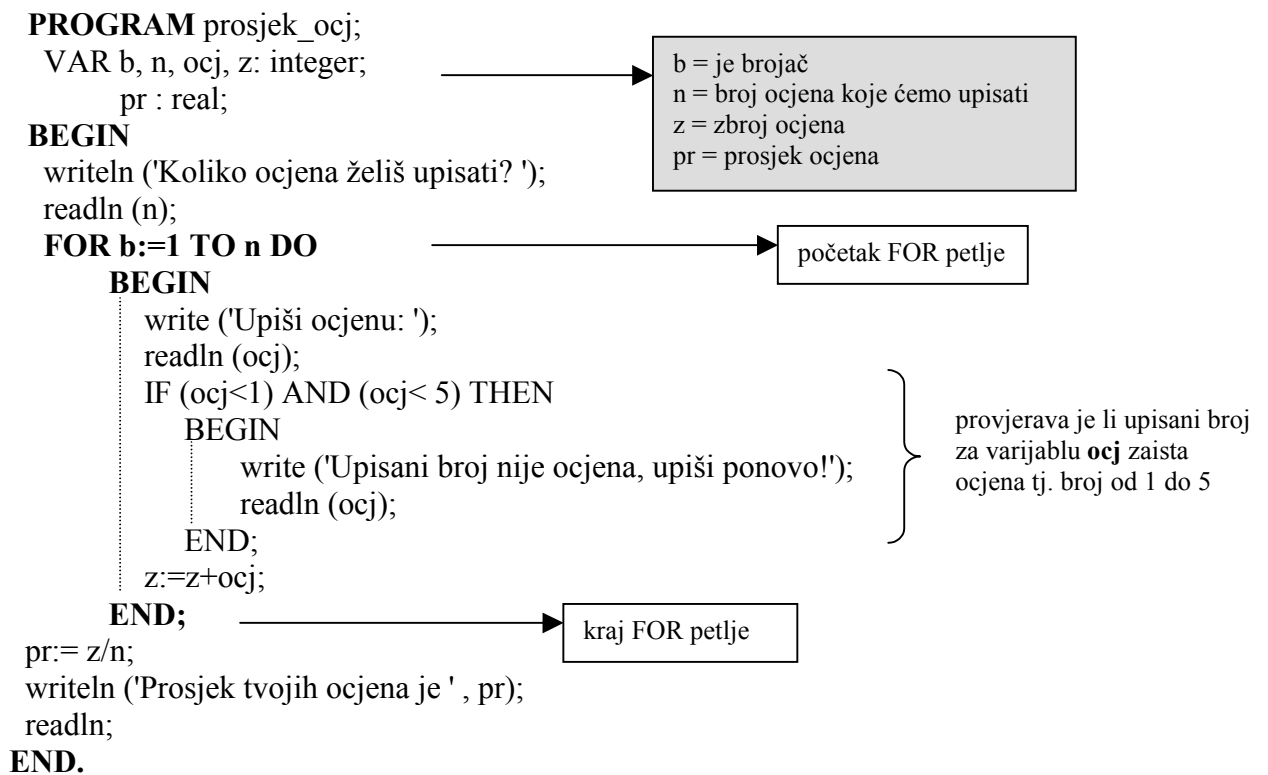 PROGRAM prosjek_ocj;
VAR b, n, ocj, z: integer;
pr : real;
b = je brojač
n = broj ocjena koje ćemo upisati
z = zbroj ocjena
pr = prosjek ocjena
BEGIN
writeln ('Koliko ocjena želiš upisati? ');
readln (n);
FOR b:=1 TO n DO
početak FOR petlje
BEGIN
write ('Upiši ocjenu: ');
readln (ocj);
IF (ocj<1) AND (ocj< 5) THEN
BEGIN
write ('Upisani broj nije ocjena, upiši ponovo!');
readln (ocj);
END;
provjerava je li upisani broj
za varijablu ocj zaista
ocjena tj. broj od 1 do 5
z:=z+ocj;
END;
kraj FOR petlje
pr:= z/n;
writeln ('Prosjek tvojih ocjena je ' , pr);
readln;
END.